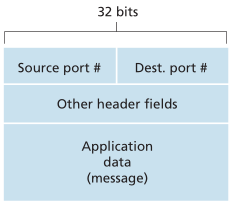 32 bits
Source port #
Dest. port #
Other header fields
Application
data
(message)